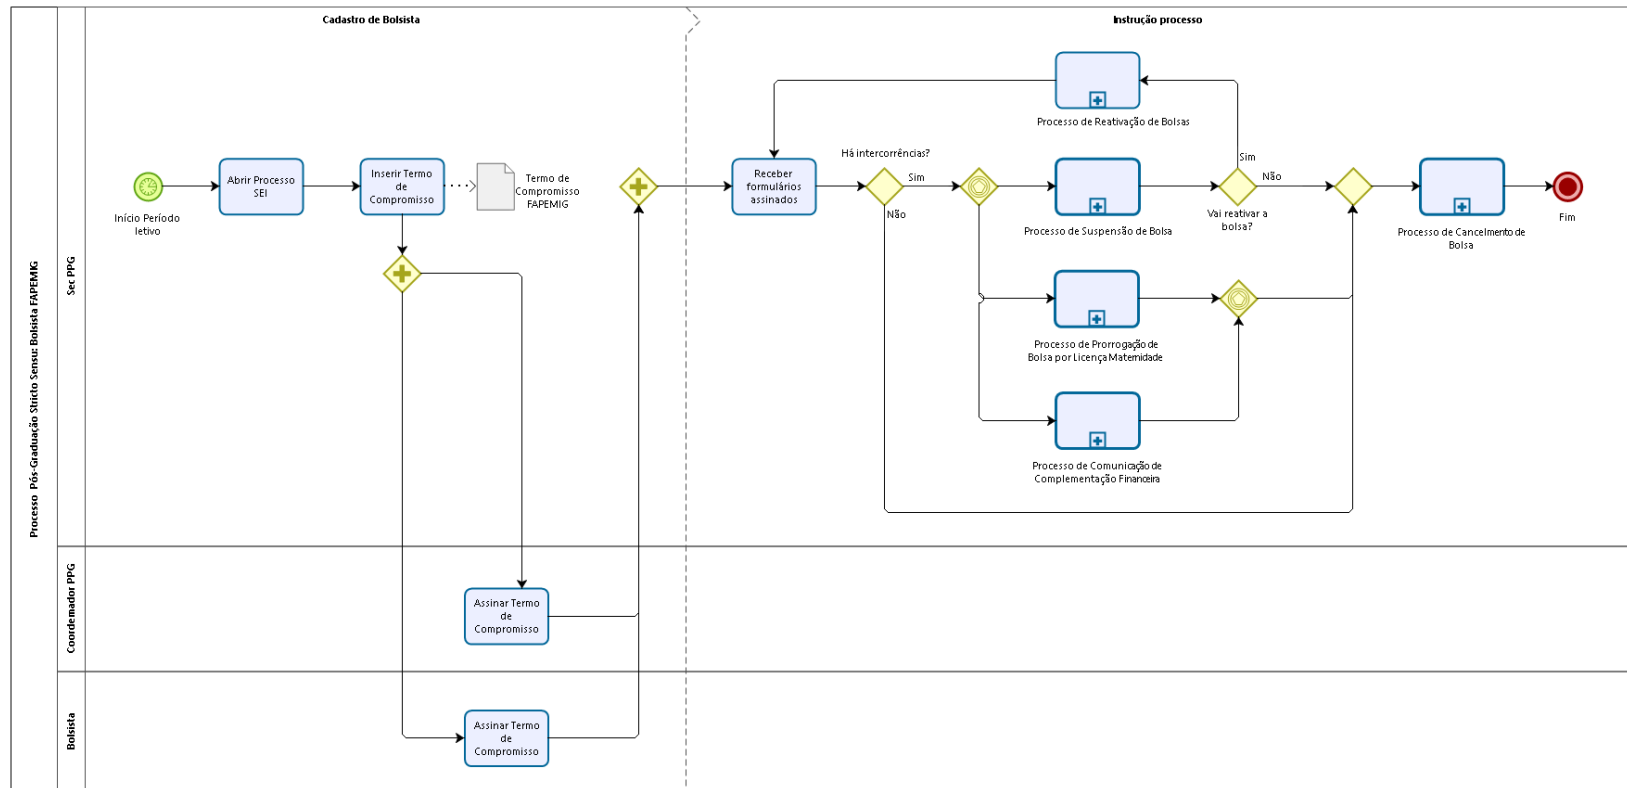 Processo Pós-Graduação Stricto Sensu: Bolsista FAPEMIG
Cadastro de Bolsista
Instrução processo
Sec PPG
Coordernador PPG
Bolsista
Início Período
letivo
Abrir Processo
SEI
Inserir Termo
de
Compromisso
Termo de
Compromisso
FAPEMIG
Assinar Termo
de
Compromisso
Assinar Termo
de
Compromisso
Receber
formulários
assinados
Há intercorrências?
Sim
Não
Processo de Reativação de Bolsas
Processo de Suspensão de Bolsa
Sim
Não
Vai reativar a
bolsa?
Processo de Prorrogação de
Bolsa por Licença Maternidade
Processo de Comunicação de
Complementação Financeira
Processo de Cancelmento de
Bolsa
Fim